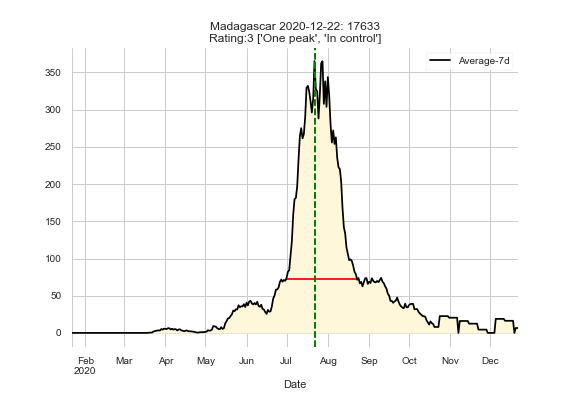 Madagascar 2020-12-22: 17633
Rating:3 ['One peak', 'In control']
Average-7d
350
300
250
200
150
100
50
0
Feb Mar Apr May Jun Jul Aug Sep Oct Nov Dec
2020
Date